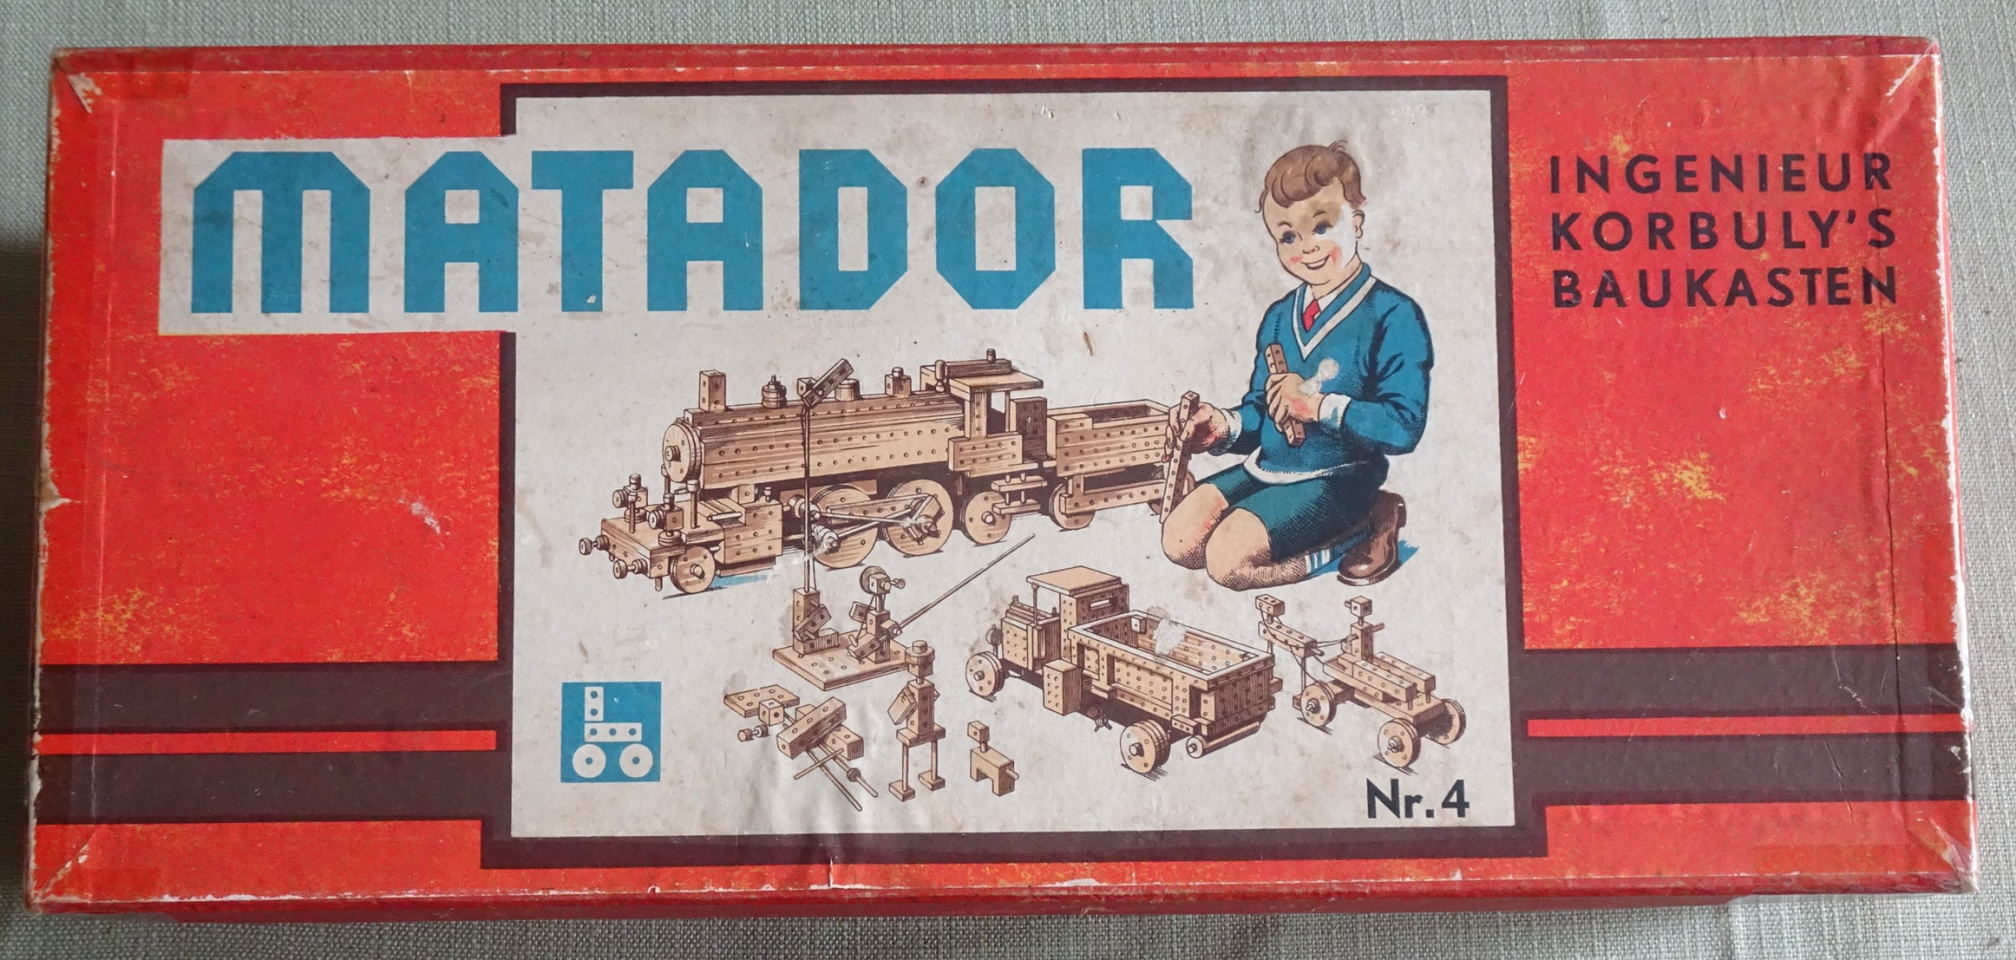 MATADOR
INGENIEUR
KORBULY'S
BAUKASTEN
Nr.4